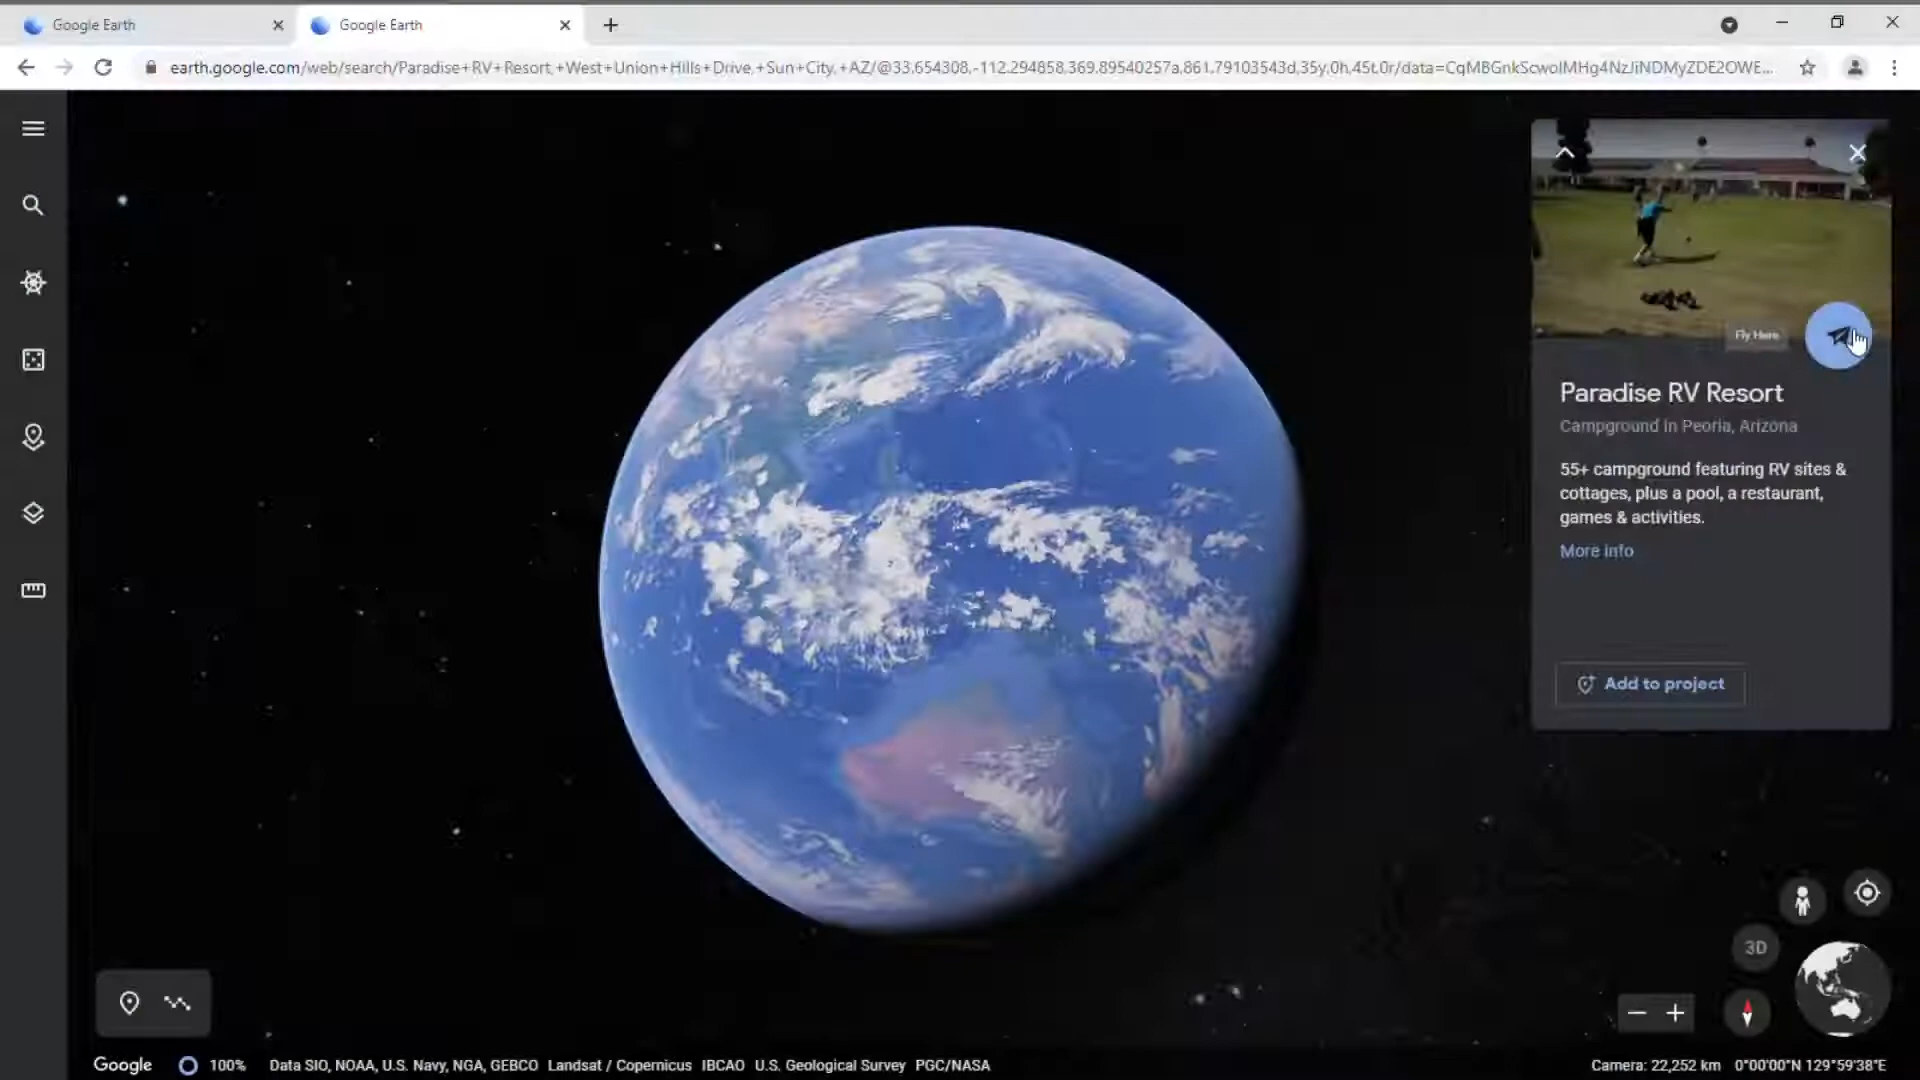 Google Earth
Google Earth
earth.google.com/web/search/Paradise+RV+Resort,+West+Union+Hills+Drive,+Sun+City,+AZ/@33.654308,-112.294858,369.89540257a,861.79103543d,35y,0h,45t,0r/data=CqMBGnkScwolMHg4NzJiNDMyZDE2OWE...
Fly Here
Paradise RV Resort
Campground in Peoria, Arizona
55+ campground featuring RV sites &
cottages, plus a pool, a restaurant,
games & activities.
More info
Add to project
3D
Google 100% Data SIO, NOAA, U.S. Navy, NGA, GEBCO Landsat / Copernicus IBCAO U.S. Geological Survey PGC/NASA
Camera: 22,252 km 0°00'00"N 129°59'38"E